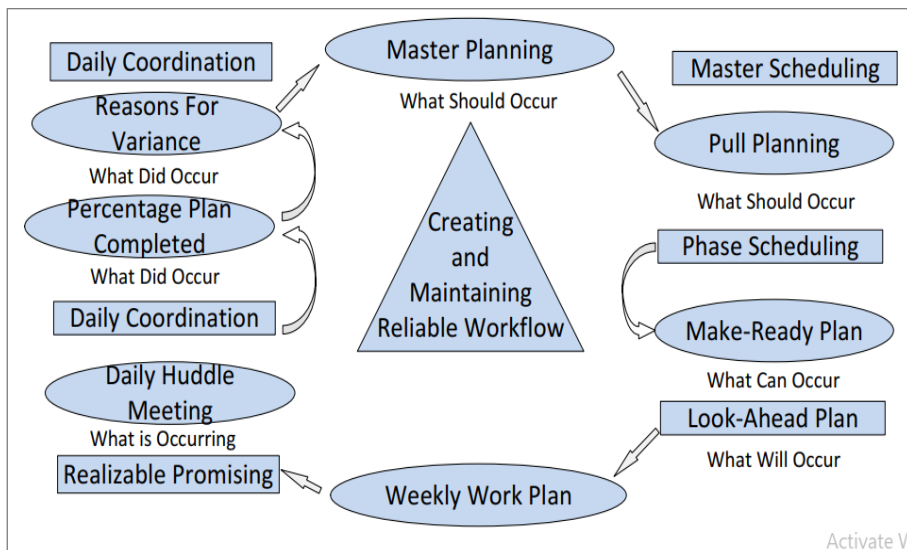 Master Planning
What Should Occur
Daily Coordination
Master Scheduling
Reasons For
Variance
What Did Occur
Pull Planning
What Should Occur
Percentage Plan
Completed
What Did Occur
Creating
and
Maintaining
Reliable Workflow
Phase Scheduling
Daily Coordination
Make-Ready Plan
What Can Occur
Daily Huddle
Meeting
What is Occurring
Look-Ahead Plan
What Will Occur
Realizable Promising
Weekly Work Plan
Activate W